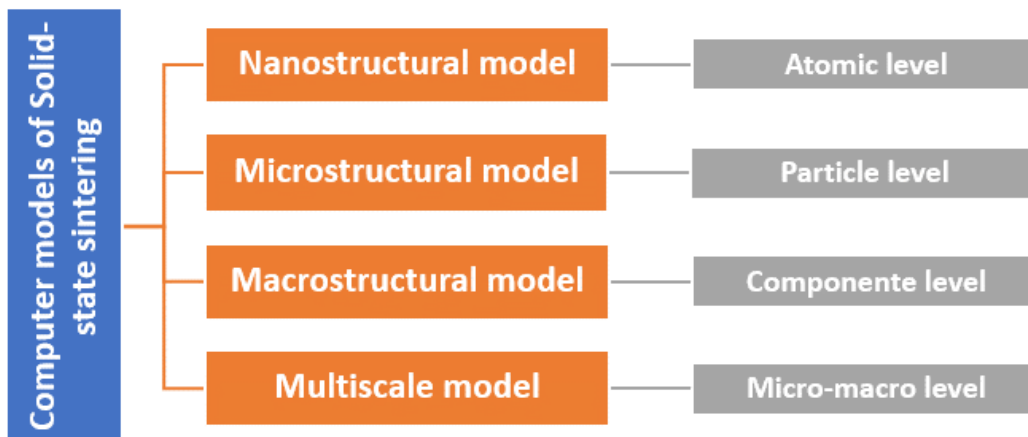 Computer models of Solid-
state sintering
Nanostructural model
Atomic level
Microstructural model
Particle level
Macrostructural model
Componente level
Multiscale model
Micro-macro level